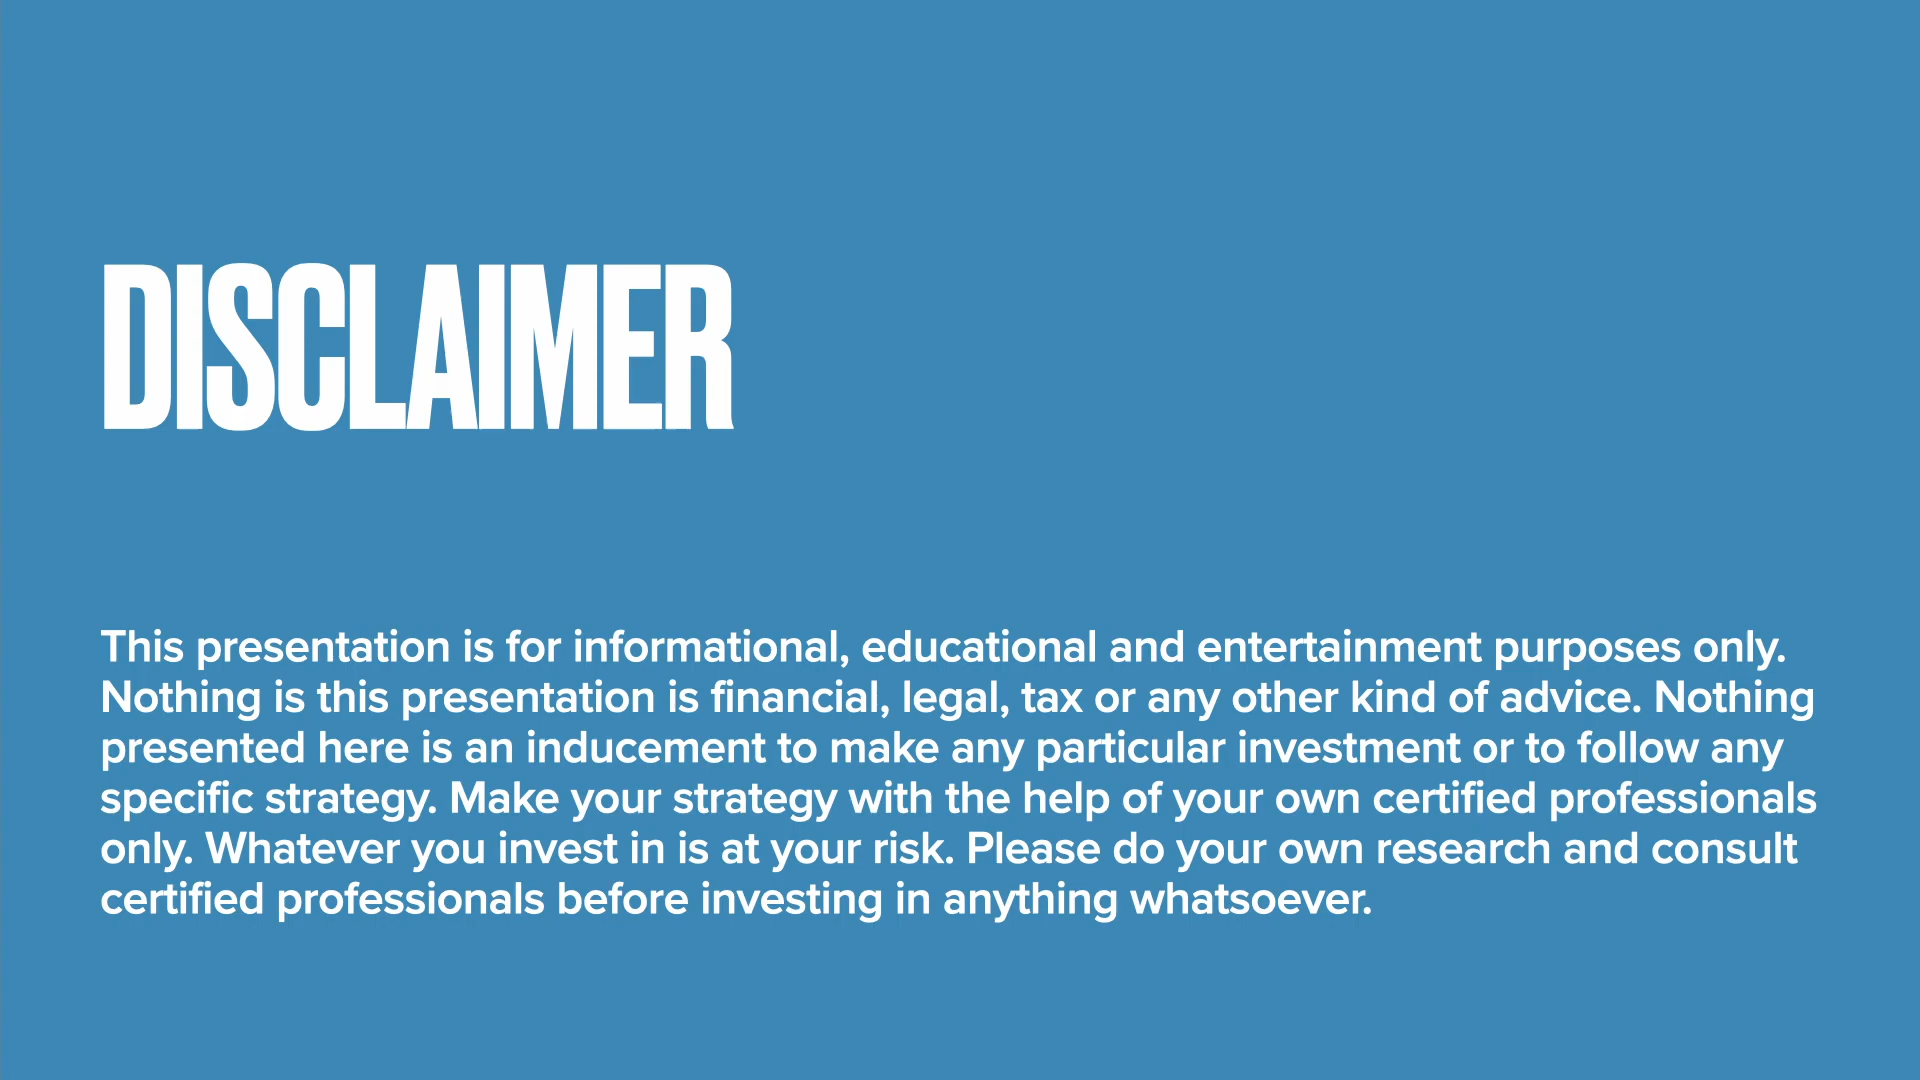 DISCLAIMER
This presentation is for informational, educational and entertainment purposes only.
Nothing is this presentation is financial, legal, tax or any other kind of advice. Nothing
presented here is an inducement to make any particular investment or to follow any
specific strategy. Make your strategy with the help of your own certified professionals
only. Whatever you invest in is at your risk. Please do your own research and consult
certified professionals before investing in anything whatsoever.